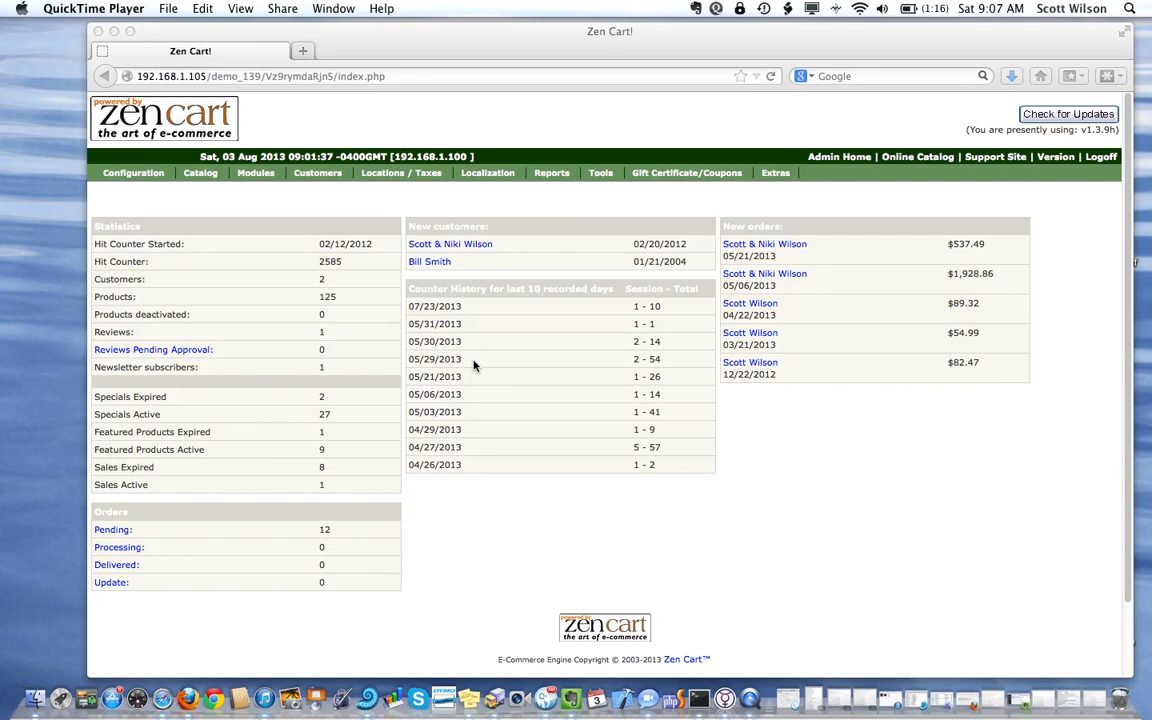 QuickTime Player File Edit View Share Window Help (1:16) Sat 9:07 AM Scott Wilson
Zen Cart!
Zen Cart!
192.168.1.105/demo_139/Vz9rymdaRjnS/index.php Google
powered by
zen cart
the art of e-commerce
Check for Updates
(You are presently using: v1.3.9h)
Sat, 03 Aug 2013 09:01:37 -0400GMT [192.168.1.100 ] Admin Home | Online Catalog | Support Site | Version | Logoff
Configuration Catalog Modules Customers Locations / Taxes Localization Reports Tools Gift Certificate/Coupons Extras
Statistics
Hit Counter Started: 02/12/2012
Hit Counter: 2585
Customers: 2
Products: 125
Products deactivated: 0
Reviews: 1
Reviews Pending Approval: 0
Newsletter subscribers: 1
Specials Expired 2
Specials Active 27
Featured Products Expired 1
Featured Products Active 9
Sales Expired 8
Sales Active 1
Orders
Pending: 12
Processing: 0
Delivered: 0
Update: 0
New customers:
Scott & Niki Wilson 02/20/2012
Bill Smith 01/21/2004
Counter History for last 10 recorded days Session - Total
07/23/2013 1 - 10
05/31/2013 1 - 1
05/30/2013 2 - 14
05/29/2013 2 - 54
05/21/2013 1 - 26
05/06/2013 1 - 14
05/03/2013 1 - 41
04/29/2013 1 - 9
04/27/2013 5 - 57
04/26/2013 1 - 2
New orders:
Scott & Niki Wilson $537.49
05/21/2013
Scott & Niki Wilson $1,928.86
05/06/2013
Scott Wilson $89.32
04/22/2013
Scott Wilson $54.99
03/21/2013
Scott Wilson $82.47
12/22/2012
powered by
zen cart
the art of e-commerce
E-Commerce Engine Copyright © 2003-2013 Zen Cart™
DYMO
3
php